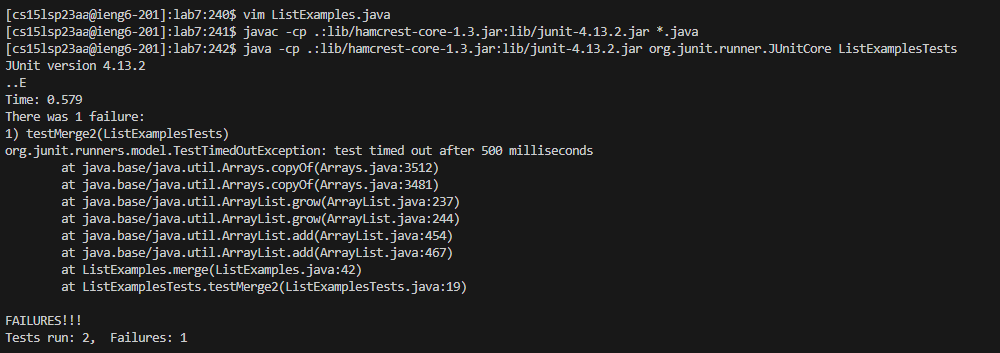 [cs15lsp23aa@ieng6-201]:lab7:240$ vim ListExamples.java
[cs15lsp23aa@ieng6-201]:lab7:241$ javac -cp .:lib/hamcrest-core-1.3.jar:lib/junit-4.13.2.jar *.java
[cs15lsp23aa@ieng6-201]:lab7:242$ java -cp .:lib/hamcrest-core-1.3.jar:lib/junit-4.13.2.jar org.junit.runner.JUnitCore ListExamplesTests
JUnit version 4.13.2
..E
Time: 0.579
There was 1 failure:
1) testMerge2(ListExamplesTests)
org.junit.runners.model.TestTimedOutException: test timed out after 500 milliseconds
        at java.base/java.util.Arrays.copyOf(Arrays.java:3512)
        at java.base/java.util.Arrays.copyOf(Arrays.java:3481)
        at java.base/java.util.ArrayList.grow(ArrayList.java:237)
        at java.base/java.util.ArrayList.grow(ArrayList.java:244)
        at java.base/java.util.ArrayList.add(ArrayList.java:454)
        at java.base/java.util.ArrayList.add(ArrayList.java:467)
        at ListExamples.merge(ListExamples.java:42)
        at ListExamplesTests.testMerge2(ListExamplesTests.java:19)
FAILURES!!!
Tests run: 2,  Failures: 1